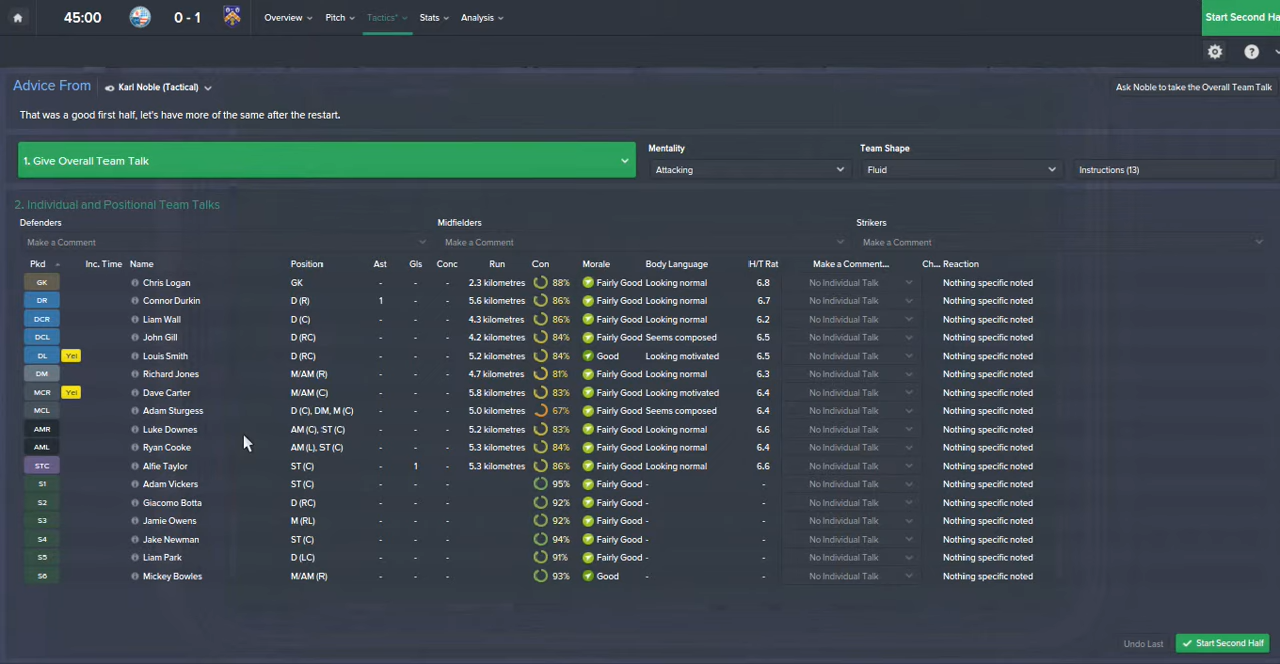 45:00 0 - 1 Overview Pitch Tactics* Stats Analysis Start Second Ha
?
Advice From Karl Noble (Tactical) Ask Noble to take the Overall Team Talk
That was a good first half, let's have more of the same after the restart.
Mentality Team Shape
1. Give Overall Team Talk Attacking Fluid Instructions (13)
2. Individual and Positional Team Talks
Defenders Midfielders Strikers
Make a Comment Make a Comment Make a Comment
Pkd Inc. Time Name Position Ast Gls Conc Run Con Morale Body Language H/T Rat Make a Comment... Ch... Reaction
GK Chris Logan GK - - - 2.3 kilometres 88% Fairly Good Looking normal 6.8 No Individual Talk Nothing specific noted
DR Connor Durkin D (R) 1 - - 5.6 kilometres 86% Fairly Good Looking normal 6.7 No Individual Talk Nothing specific noted
DCR Liam Wall D (C) - - - 4.3 kilometres 86% Fairly Good Looking normal 6.2 No Individual Talk Nothing specific noted
DCL John Gill D (RC) - - - 4.2 kilometres 84% Fairly Good Seems composed 6.5 No Individual Talk Nothing specific noted
DL Yel Louis Smith D (RC) - - - 5.2 kilometres 84% Good Looking motivated 6.5 No Individual Talk Nothing specific noted
DM Richard Jones M/AM (C) - - - 4.7 kilometres 81% Fairly Good Looking normal 6.3 No Individual Talk Nothing specific noted
MCR Yel Dave Carter M/AM (R) - - - 5.8 kilometres 83% Fairly Good Looking motivated 6.4 No Individual Talk Nothing specific noted
MCL Adam Sturgess D (C), DM, M (C) - - - 5.0 kilometres 67% Fairly Good Seems composed 6.4 No Individual Talk Nothing specific noted
AMR Luke Downes AM (C), ST (C) - - - 5.2 kilometres 83% Fairly Good Looking normal 6.6 No Individual Talk Nothing specific noted
AML Ryan Cooke AM (L), ST (C) - - - 5.3 kilometres 84% Fairly Good Looking normal 6.4 No Individual Talk Nothing specific noted
STC Alfie Taylor ST (C) - 1 - 5.3 kilometres 86% Fairly Good Looking normal 6.6 No Individual Talk Nothing specific noted
S1 Adam Vickers ST (C) - - - 95% Fairly Good - - No Individual Talk Nothing specific noted
S2 Giacomo Botta D (RC) - - - 92% Fairly Good - - No Individual Talk Nothing specific noted
S3 Jamie Owens M (RL) - - - 92% Fairly Good - - No Individual Talk Nothing specific noted
S4 Jake Newman ST (C) - - - 94% Fairly Good - - No Individual Talk Nothing specific noted
S5 Liam Park D (LC) - - - 91% Fairly Good - - No Individual Talk Nothing specific noted
S6 Mickey Bowles M/AM (R) - - - 93% Good - - No Individual Talk Nothing specific noted
Undo Last Start Second Half